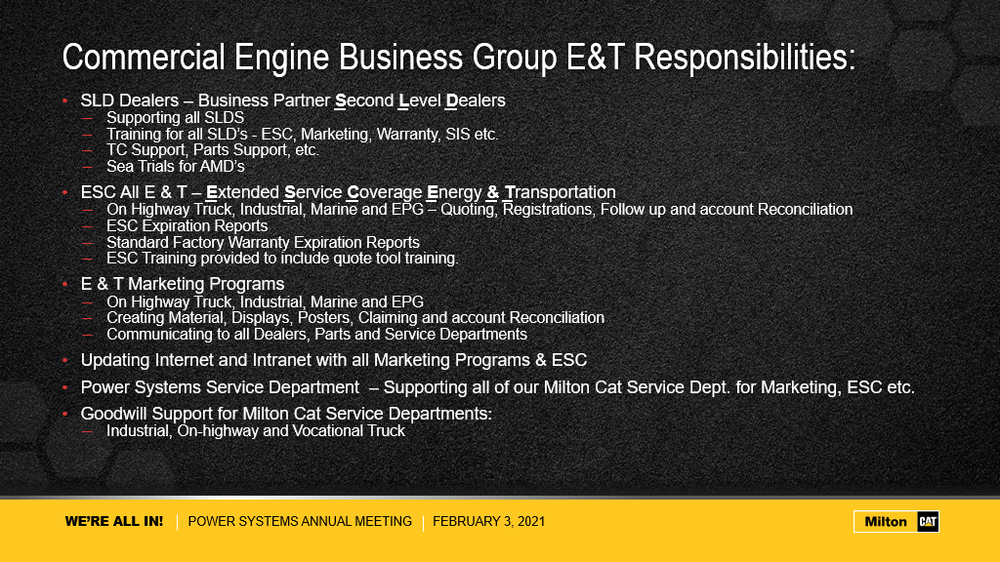 Commercial Engine Business Group E&T Responsibilities:
• SLD Dealers – Business Partner Second Level Dealers
– Supporting all SLDS
– Training for all SLD's - ESC, Marketing, Warranty, SIS etc.
– TC Support, Parts Support, etc.
– Sea Trials for AMD's
• ESC All E & T – Extended Service Coverage Energy & Transportation
– On Highway Truck, Industrial, Marine and EPG – Quoting, Registrations, Follow up and account Reconciliation
– ESC Expiration Reports
– Standard Factory Warranty Expiration Reports
– ESC Training provided to include quote tool training.
• E & T Marketing Programs
– On Highway Truck, Industrial, Marine and EPG
– Creating Material, Displays, Posters, Claiming and account Reconciliation
– Communicating to all Dealers, Parts and Service Departments
• Updating Internet and Intranet with all Marketing Programs & ESC
• Power Systems Service Department – Supporting all of our Milton Cat Service Dept. for Marketing, ESC etc.
• Goodwill Support for Milton Cat Service Departments:
– Industrial, On-highway and Vocational Truck
WE'RE ALL IN! POWER SYSTEMS ANNUAL MEETING FEBRUARY 3, 2021 Milton CAT